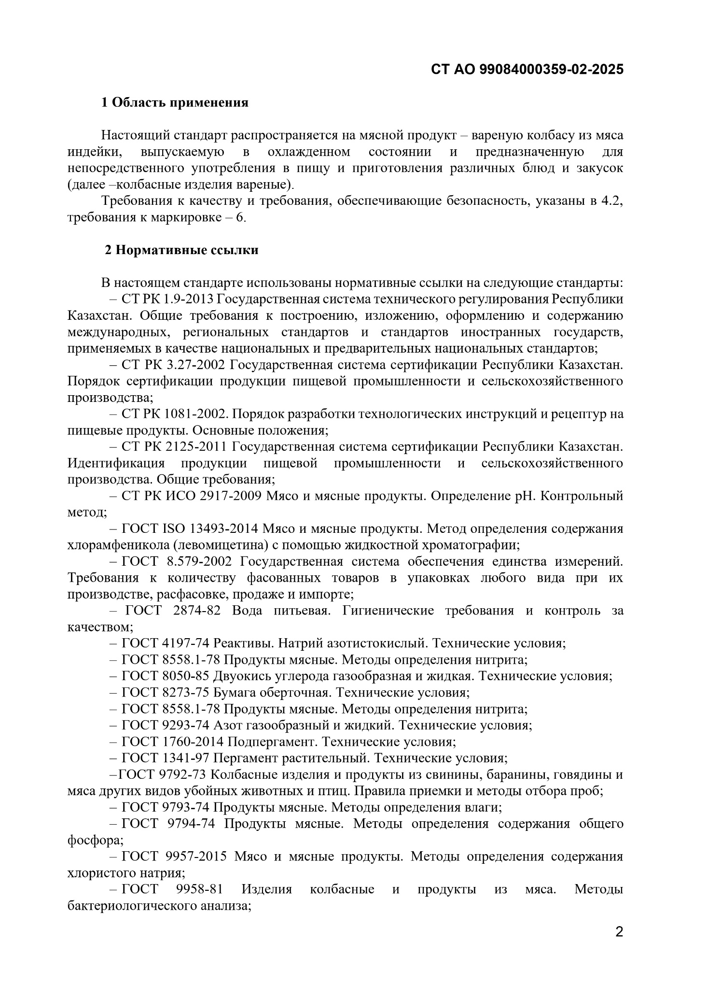 СТ АО 99084000359-02-2025
1 Область применения
Настоящий стандарт распространяется на мясной продукт – вареную колбасу из мяса
индейки, выпускаемую в охлажденном состоянии и предназначенную для
непосредственного употребления в пищу и приготовления различных блюд и закусок
(далее –колбасные изделия вареные).
Требования к качеству и требования, обеспечивающие безопасность, указаны в 4.2,
требования к маркировке – 6.
2 Нормативные ссылки
В настоящем стандарте использованы нормативные ссылки на следующие стандарты:
– СТ РК 1.9-2013 Государственная система технического регулирования Республики
Казахстан. Общие требования к построению, изложению, оформлению и содержанию
международных, региональных стандартов и стандартов иностранных государств,
применяемых в качестве национальных и предварительных национальных стандартов;
– СТ РК 3.27-2002 Государственная система сертификации Республики Казахстан.
Порядок сертификации продукции пищевой промышленности и сельскохозяйственного
производства;
– СТ РК 1081-2002. Порядок разработки технологических инструкций и рецептур на
пищевые продукты. Основные положения;
– СТ РК 2125-2011 Государственная система сертификации Республики Казахстан.
Идентификация продукции пищевой промышленности и сельскохозяйственного
производства. Общие требования;
– СТ РК ИСО 2917-2009 Мясо и мясные продукты. Определение рН. Контрольный
метод;
– ГОСТ ISO 13493-2014 Мясо и мясные продукты. Метод определения содержания
хлорамфеникола (левомицетина) с помощью жидкостной хроматографии;
– ГОСТ 8.579-2002 Государственная система обеспечения единства измерений.
Требования к количеству фасованных товаров в упаковках любого вида при их
производстве, расфасовке, продаже и импорте;
– ГОСТ 2874-82 Вода питьевая. Гигиенические требования и контроль за
качеством;
– ГОСТ 4197-74 Реактивы. Натрий азотистокислый. Технические условия;
– ГОСТ 8558.1-78 Продукты мясные. Методы определения нитрита;
– ГОСТ 8050-85 Двуокись углерода газообразная и жидкая. Технические условия;
– ГОСТ 8273-75 Бумага оберточная. Технические условия;
– ГОСТ 8558.1-78 Продукты мясные. Методы определения нитрита;
– ГОСТ 9293-74 Азот газообразный и жидкий. Технические условия;
– ГОСТ 1760-2014 Подпергамент. Технические условия;
– ГОСТ 1341-97 Пергамент растительный. Технические условия;
–ГОСТ 9792-73 Колбасные изделия и продукты из свинины, баранины, говядины и
мяса других видов убойных животных и птиц. Правила приемки и методы отбора проб;
– ГОСТ 9793-74 Продукты мясные. Методы определения влаги;
– ГОСТ 9794-74 Продукты мясные. Методы определения содержания общего
фосфора;
– ГОСТ 9957-2015 Мясо и мясные продукты. Методы определения содержания
хлористого натрия;
– ГОСТ 9958-81 Изделия колбасные и продукты из мяса. Методы
бактериологического анализа;
2